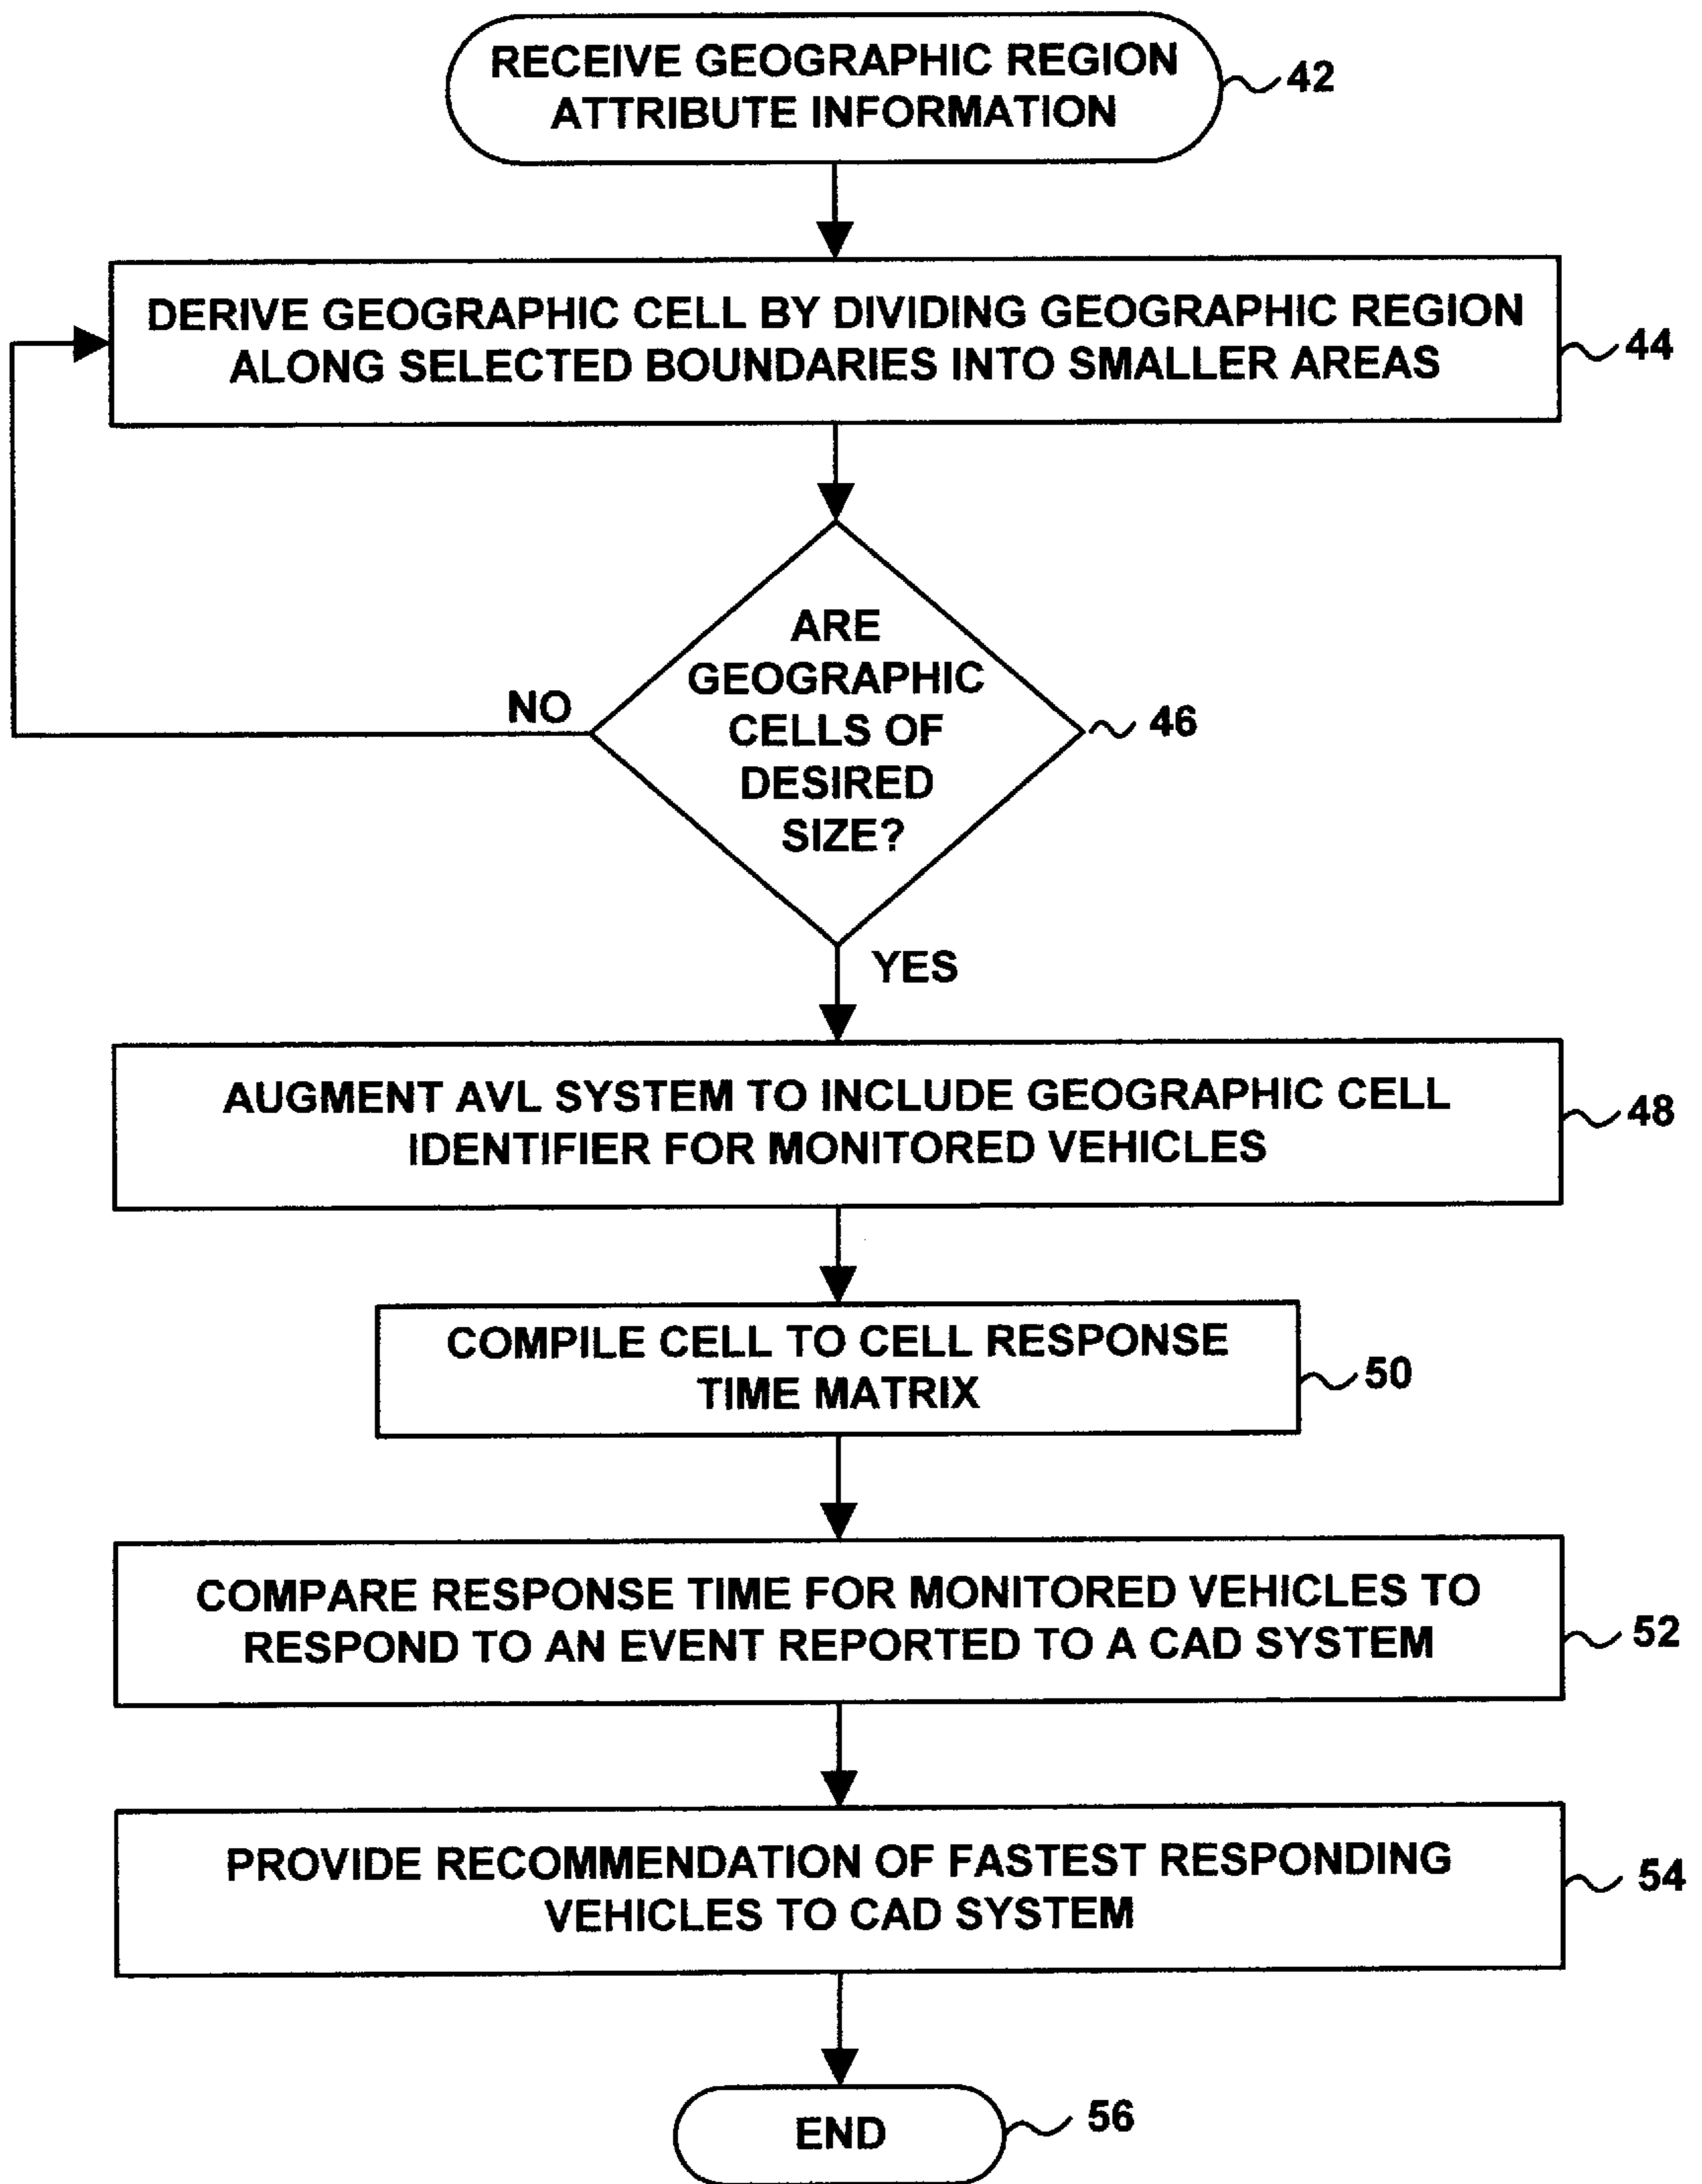 RECEIVE GEOGRAPHIC REGION
ATTRIBUTE INFORMATION
42
DERIVE GEOGRAPHIC CELL BY DIVIDING GEOGRAPHIC REGION
ALONG SELECTED BOUNDARIES INTO SMALLER AREAS
44
ARE
GEOGRAPHIC
CELLS OF
DESIRED
SIZE?
46
NO
YES
AUGMENT AVL SYSTEM TO INCLUDE GEOGRAPHIC CELL
IDENTIFIER FOR MONITORED VEHICLES
48
COMPILE CELL TO CELL RESPONSE
TIME MATRIX
50
COMPARE RESPONSE TIME FOR MONITORED VEHICLES TO
RESPOND TO AN EVENT REPORTED TO A CAD SYSTEM
52
PROVIDE RECOMMENDATION OF FASTEST RESPONDING
VEHICLES TO CAD SYSTEM
54
END
56